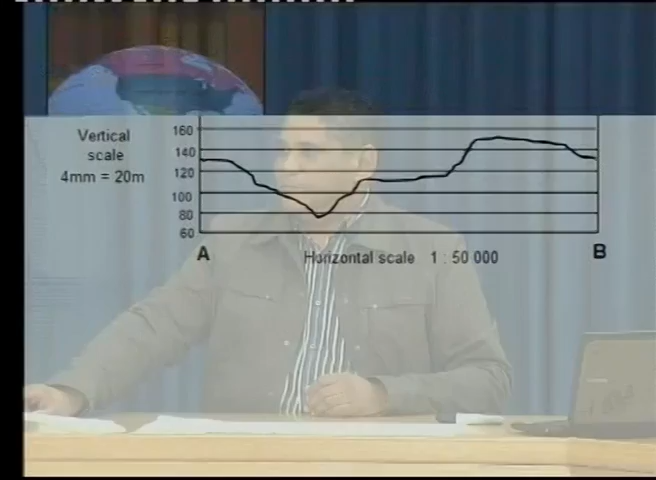 Vertical
scale
4mm = 20m
160
140
120
100
80
60
A
B
Horizontal scale 1 : 50 000